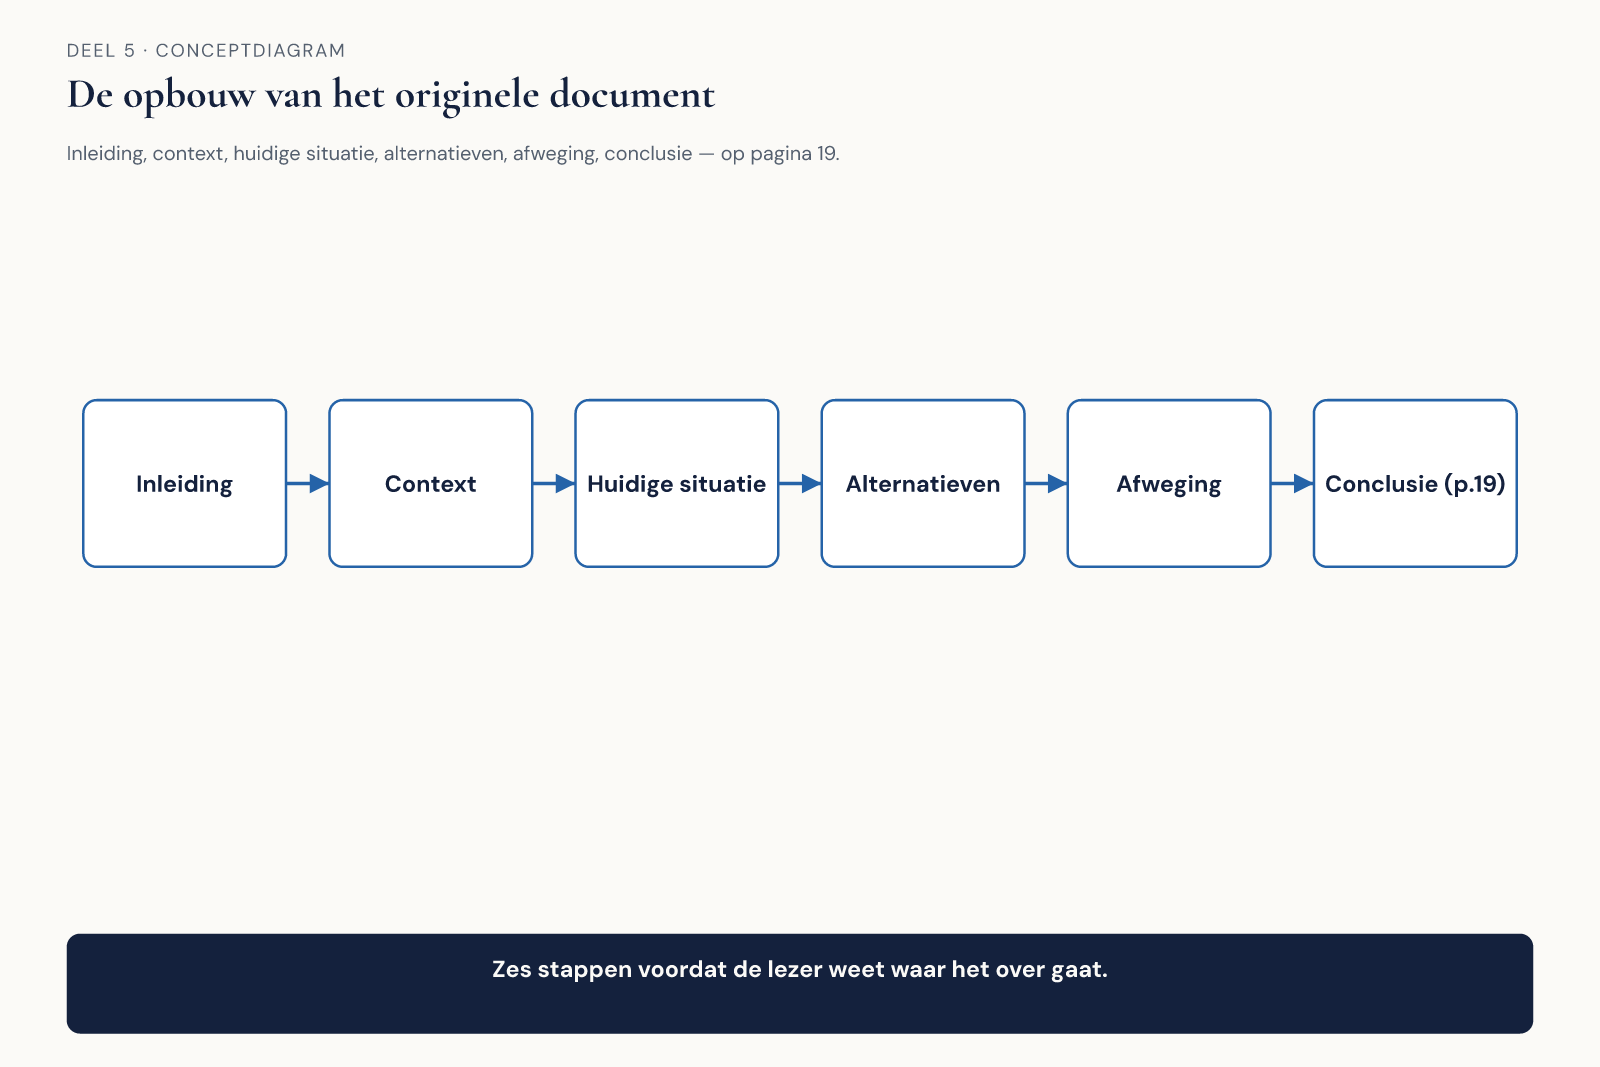 DEEL 5 · CONCEPTDIAGRAM
De opbouw van het originele document
Inleiding, context, huidige situatie, alternatieven, afweging, conclusie — op pagina 19.
Inleiding
Context
Huidige situatie
Alternatieven
Afweging
Conclusie (p.19)
Zes stappen voordat de lezer weet waar het over gaat.